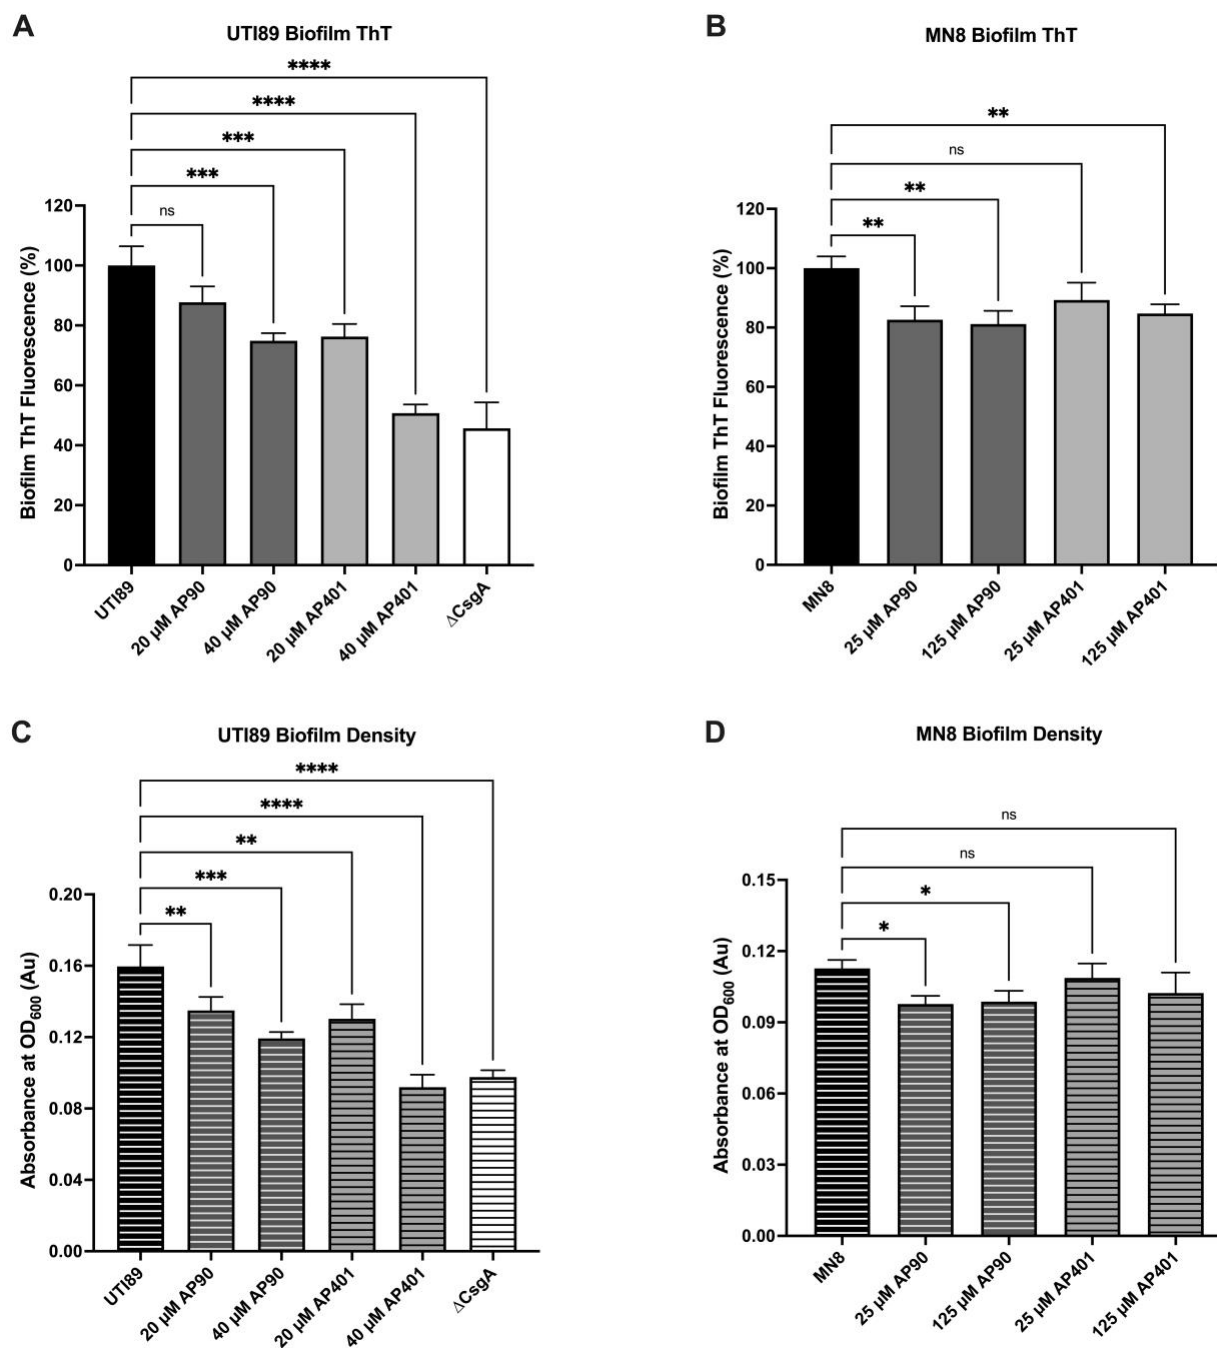 A
UTI89 Biofilm ThT
****
****
***
***
ns
Biofilm ThT Fluorescence (%)
120
100
80
60
40
20
0
UTI89
20 µM AP90
40 µM AP90
20 µM AP401
40 µM AP401
△CsgA
B
MN8 Biofilm ThT
**
ns
**
**
Biofilm ThT Fluorescence (%)
120
100
80
60
40
20
0
MN8
25 µM AP90
125 µM AP90
25 µM AP401
125 µM AP401
C
UTI89 Biofilm Density
****
****
**
***
**
Absorbance at OD600 (Au)
0.20
0.16
0.12
0.08
0.04
0.00
UTI89
20 µM AP90
40 µM AP90
20 µM AP401
40 µM AP401
△CsgA
D
MN8 Biofilm Density
ns
ns
*
*
Absorbance at OD600 (Au)
0.15
0.12
0.09
0.06
0.03
0.00
MN8
25 µM AP90
125 µM AP90
25 µM AP401
125 µM AP401